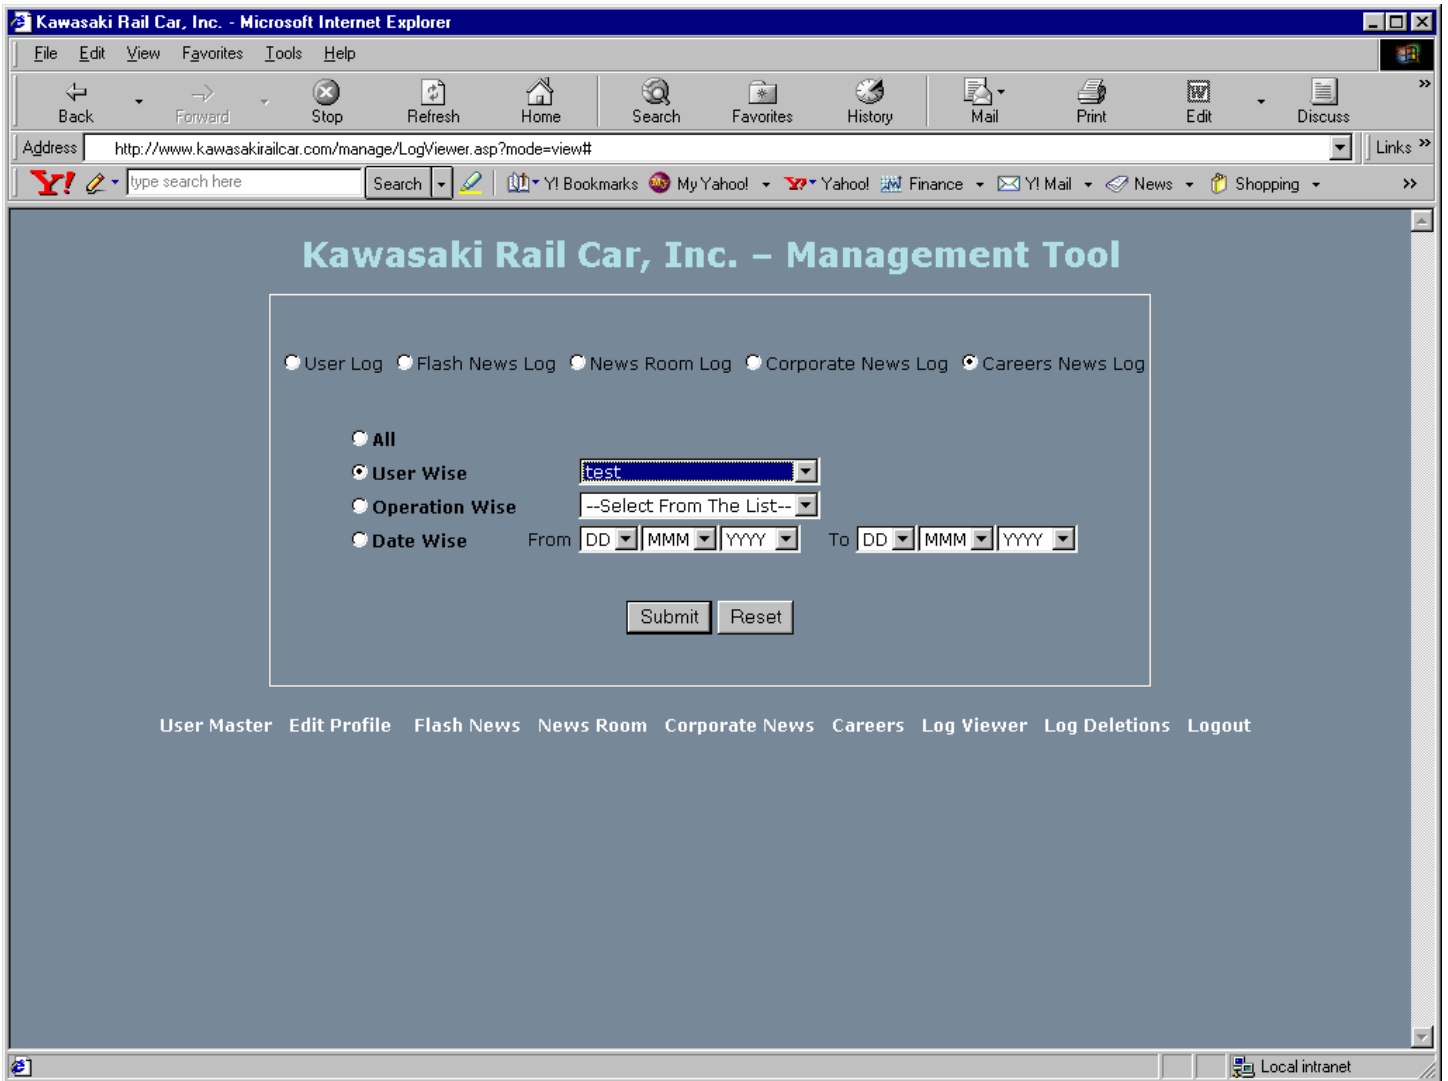 Kawasaki Rail Car, Inc. - Microsoft Internet Explorer
File Edit View Favorites Tools Help
Back Forward Stop Refresh Home Search Favorites History Mail Print Edit Discuss »
Address http://www.kawasakirailcar.com/manage/LogViewer.asp?mode=view# Links »
Y! type search here Search Y! Bookmarks My Yahoo! Yahoo! Finance Y! Mail News Shopping »
Kawasaki Rail Car, Inc. – Management Tool
User Log Flash News Log News Room Log Corporate News Log Careers News Log
All
User Wise test
Operation Wise --Select From The List--
Date Wise From DD MMM YYYY To DD MMM YYYY
Submit Reset
User Master Edit Profile Flash News News Room Corporate News Careers Log Viewer Log Deletions Logout
Local intranet